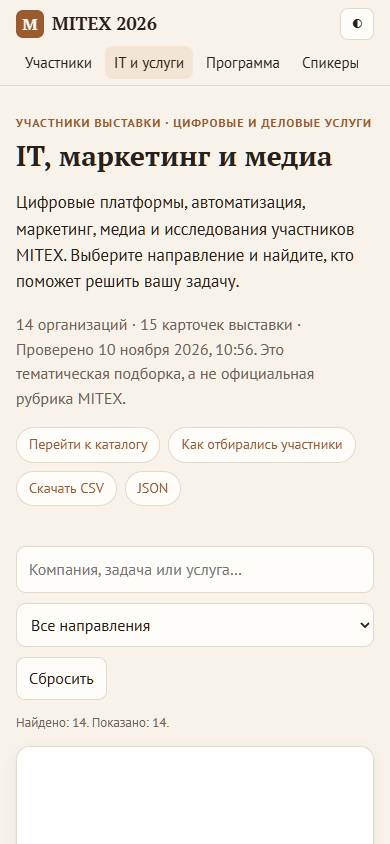 M MITEX 2026
Участники IT и услуги Программа Спикеры
УЧАСТНИКИ ВЫСТАВКИ · ЦИФРОВЫЕ И ДЕЛОВЫЕ УСЛУГИ
IT, маркетинг и медиа
Цифровые платформы, автоматизация,
маркетинг, медиа и исследования участников
MITEX. Выберите направление и найдите, кто
поможет решить вашу задачу.
14 организаций · 15 карточек выставки ·
Проверено 10 ноября 2026, 10:56. Это
тематическая подборка, а не официальная
рубрика MITEX.
Перейти к каталогу Как отбирались участники
Скачать CSV JSON
Компания, задача или услуга...
Все направления
Сбросить
Найдено: 14. Показано: 14.